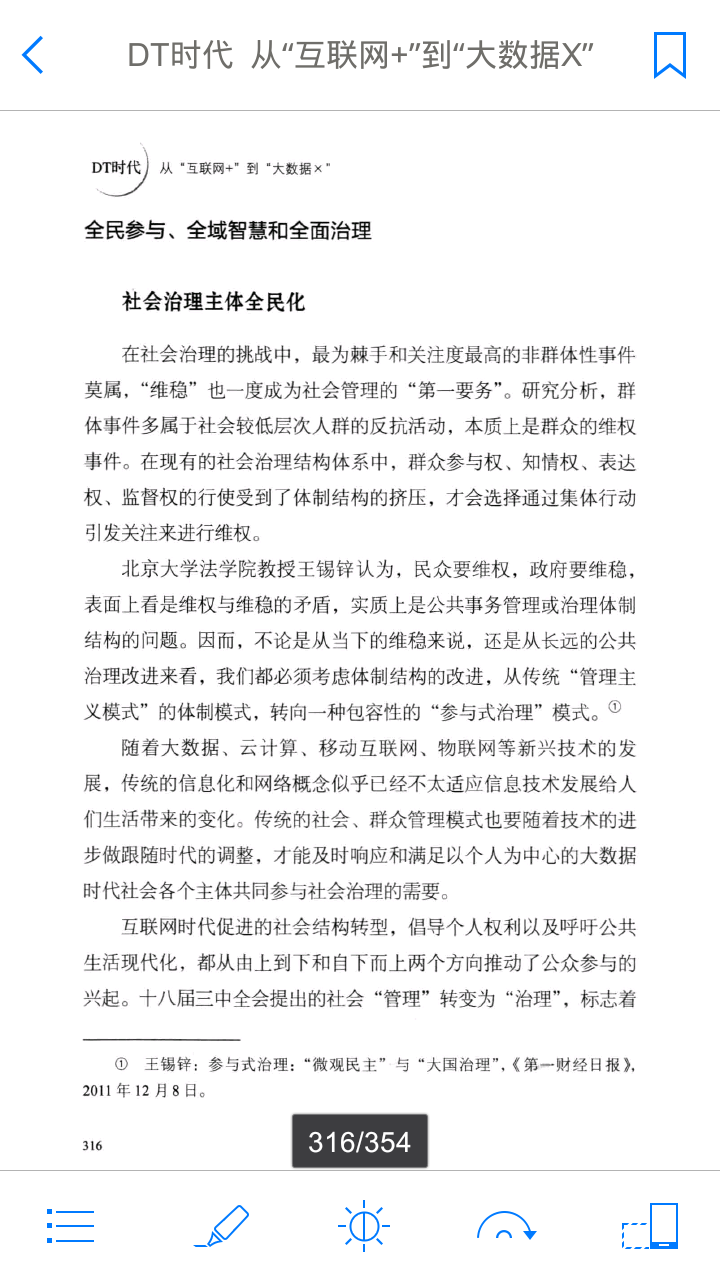 DT时代 从“互联网+”到“大数据X”
DT时代 从“互联网+”到“大数据×”
全民参与、全域智慧和全面治理
社会治理主体全民化
在社会治理的挑战中，最为棘手和关注度最高的非群体性事件
莫属，“维稳”也一度成为社会管理的“第一要务”。研究分析，群
体事件多属于社会较低层次人群的反抗活动，本质上是群众的维权
事件。在现有的社会治理结构体系中，群众参与权、知情权、表达
权、监督权的行使受到了体制结构的挤压，才会选择通过集体行动
引发关注来进行维权。
北京大学法学院教授王锡锌认为，民众要维权，政府要维稳，
表面上看是维权与维稳的矛盾，实质上是公共事务管理或治理体制
结构的问题。因而，不论是从当下的维稳来说，还是从长远的公共
治理改进来看，我们都必须考虑体制结构的改进，从传统“管理主
义模式”的体制模式，转向一种包容性的“参与式治理”模式。①
随着大数据、云计算、移动互联网、物联网等新兴技术的发
展，传统的信息化和网络概念似乎已经不太适应信息技术发展给人
们生活带来的变化。传统的社会、群众管理模式也要随着技术的进
步做跟随时代的调整，才能及时响应和满足以个人为中心的大数据
时代社会各个主体共同参与社会治理的需要。
互联网时代促进的社会结构转型，倡导个人权利以及呼吁公共
生活现代化，都从由上到下和自下而上两个方向推动了公众参与的
兴起。十八届三中全会提出的社会“管理”转变为“治理”，标志着
① 王锡锌：参与式治理：“微观民主”与“大国治理”，《第一财经日报》，
2011年12月8日。
316
316/354